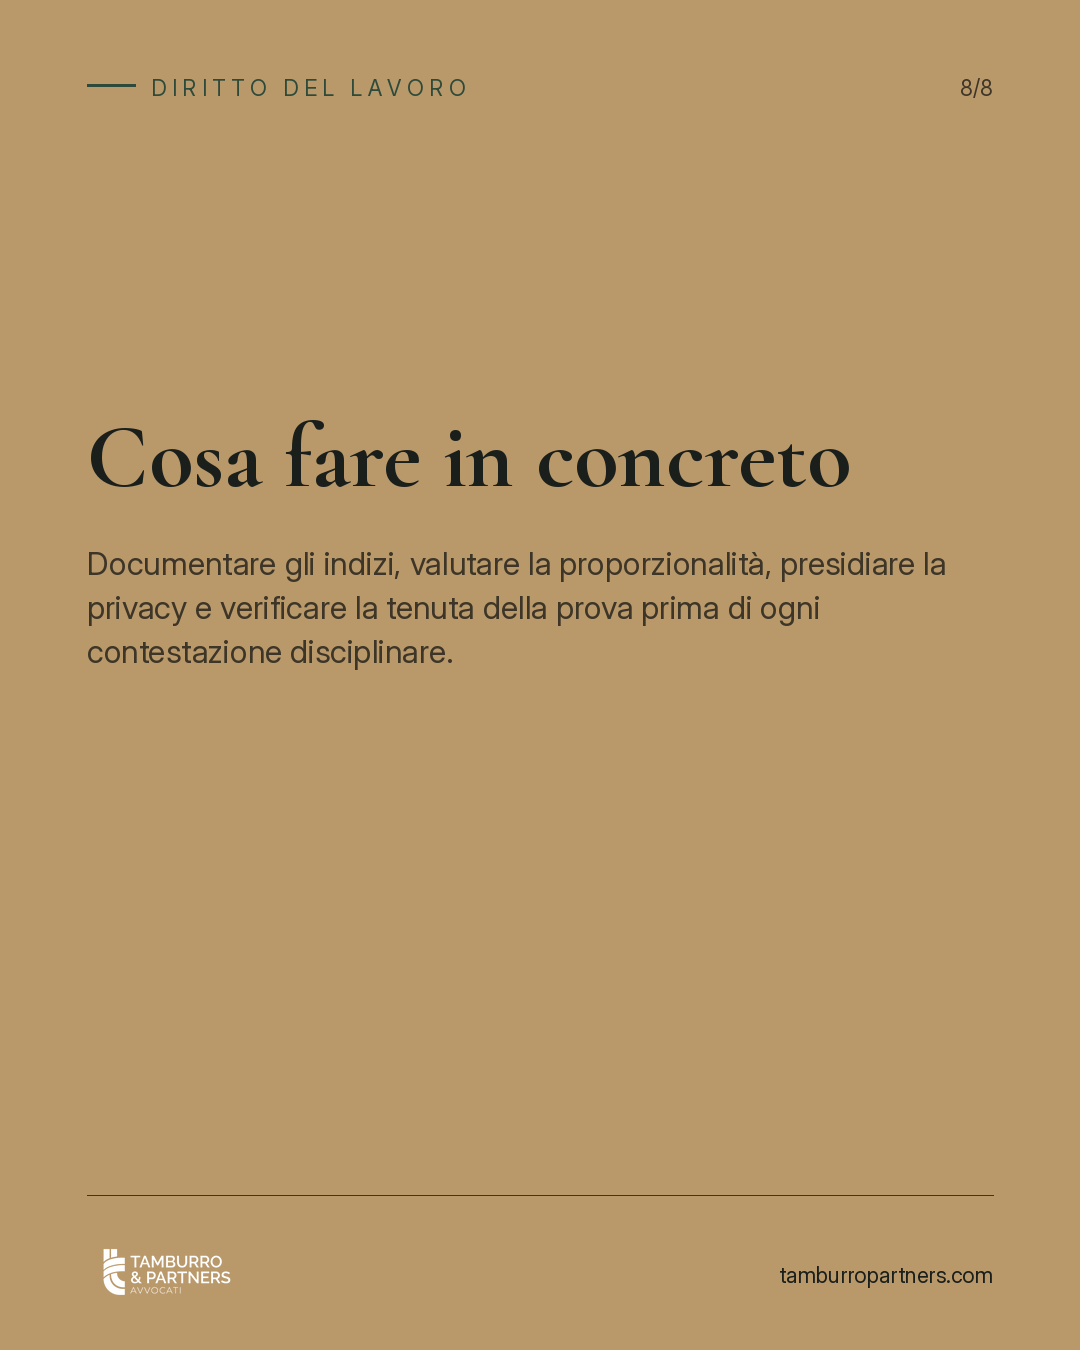 DIRITTO DEL LAVORO
8/8
Cosa fare in concreto
Documentare gli indizi, valutare la proporzionalità, presidiare la
privacy e verificare la tenuta della prova prima di ogni
contestazione disciplinare.
TAMBURRO
& PARTNERS
AVVOCATI
tamburropartners.com